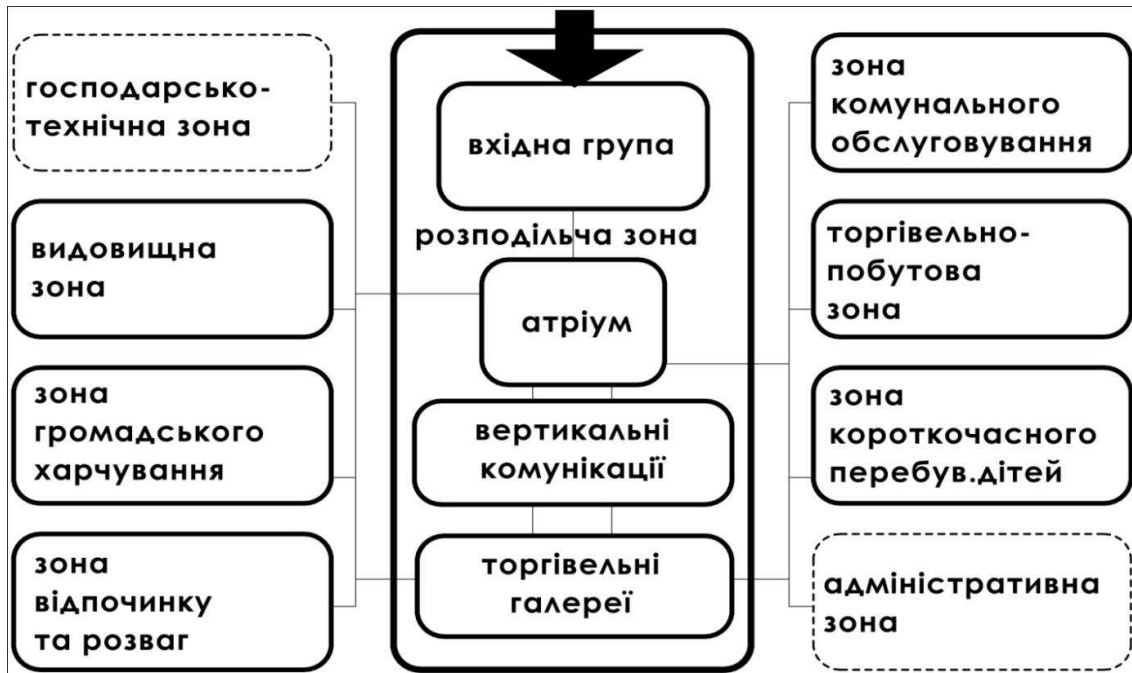 господарсько-
технічна зона
видовищна
зона
зона
громадського
харчування
зона
відпочинку
та розваг
вхідна група
розподільча зона
атріум
вертикальні
комунікації
торгівельні
галереї
зона
комунального
обслуговування
торгівельно-
побутова
зона
зона
короткочасного
перебув.дітей
адміністративна
зона